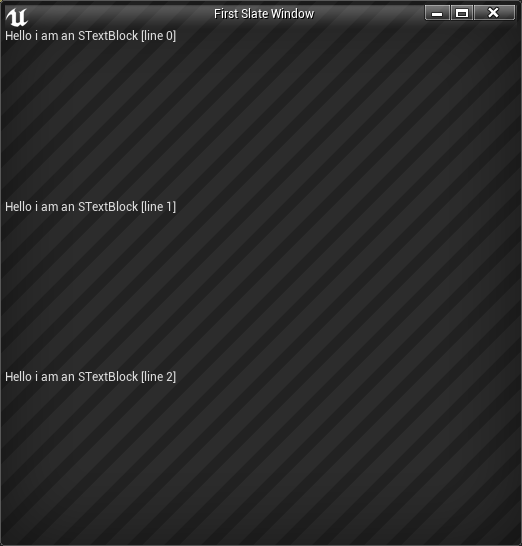 First Slate Window
Hello i am an STextBlock [line 0]
Hello i am an STextBlock [line 1]
Hello i am an STextBlock [line 2]